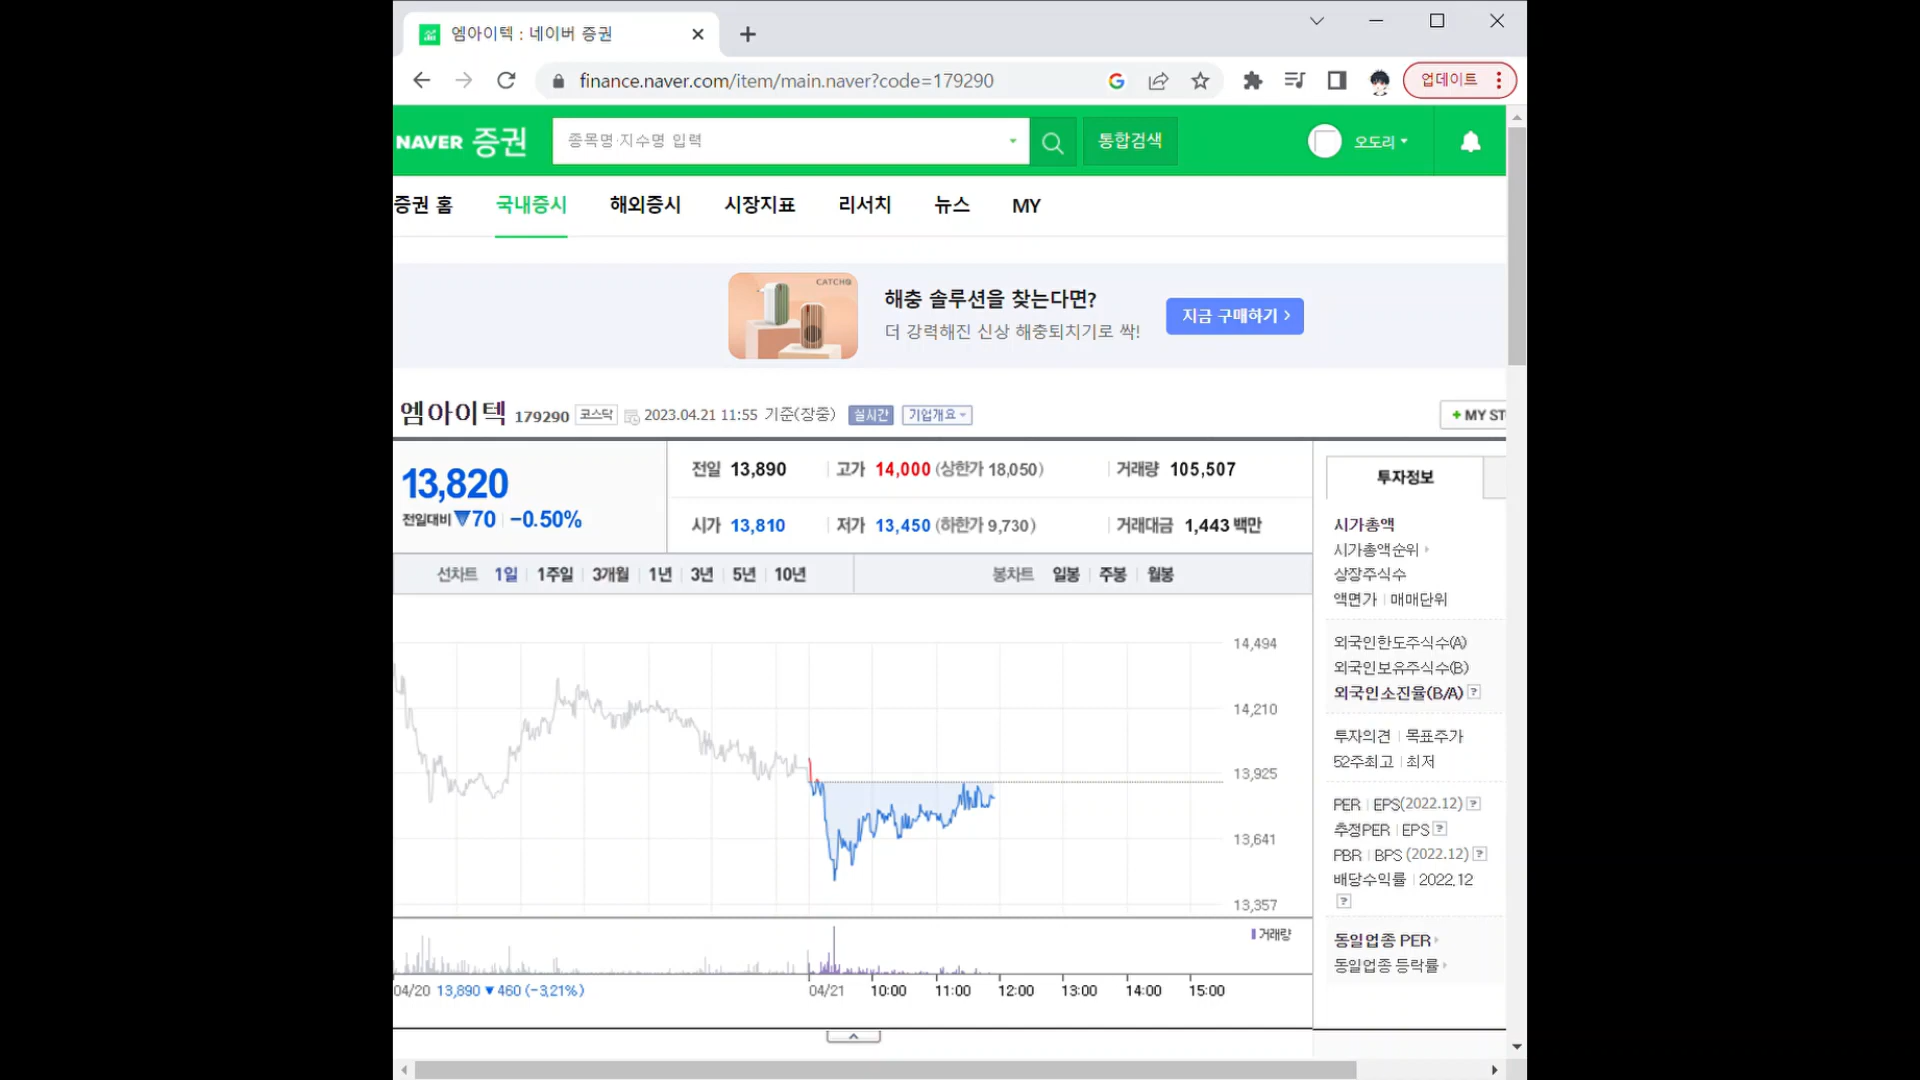 엠아이텍 : 네이버 증권
finance.naver.com/item/main.naver?code=179290
업데이트
NAVER 증권
종목명·지수명 입력
통합검색
오도리
증권 홈 국내증시 해외증시 시장지표 리서치 뉴스 MY
CATCHB
해충 솔루션을 찾는다면?
더 강력해진 신상 해충퇴치기로 싹!
지금 구매하기
엠아이텍 179290 코스닥 2023.04.21 11:55 기준(장중) 실시간 기업개요
+ MY ST
13,820
전일대비 ▼70 -0.50%
전일 13,890 고가 14,000 (상한가 18,050) 거래량 105,507
시가 13,810 저가 13,450 (하한가 9,730) 거래대금 1,443 백만
선차트 1일 1주일 3개월 1년 3년 5년 10년
봉차트 일봉 주봉 월봉
14,494
14,210
13,925
13,641
13,357
거래량
04/20 13,890 ▼ 460 (-3,21%)
04/21 10:00 11:00 12:00 13:00 14:00 15:00
투자정보
시가총액
시가총액순위
상장주식수
액면가 매매단위
외국인한도주식수(A)
외국인보유주식수(B)
외국인소진율(B/A) ?
투자의견 목표주가
52주최고 최저
PER EPS(2022.12) ?
추정PER EPS ?
PBR BPS (2022.12) ?
배당수익률 2022.12
?
동일업종 PER
동일업종 등락률